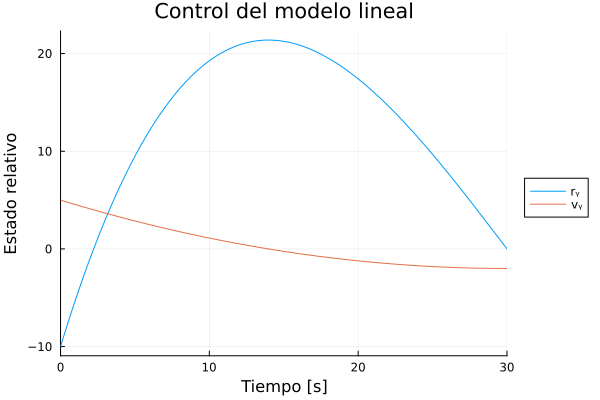 Control del modelo lineal
Estado relativo
20
10
0
−10
0
10
20
30
Tiempo [s]
rᵧ
vᵧ